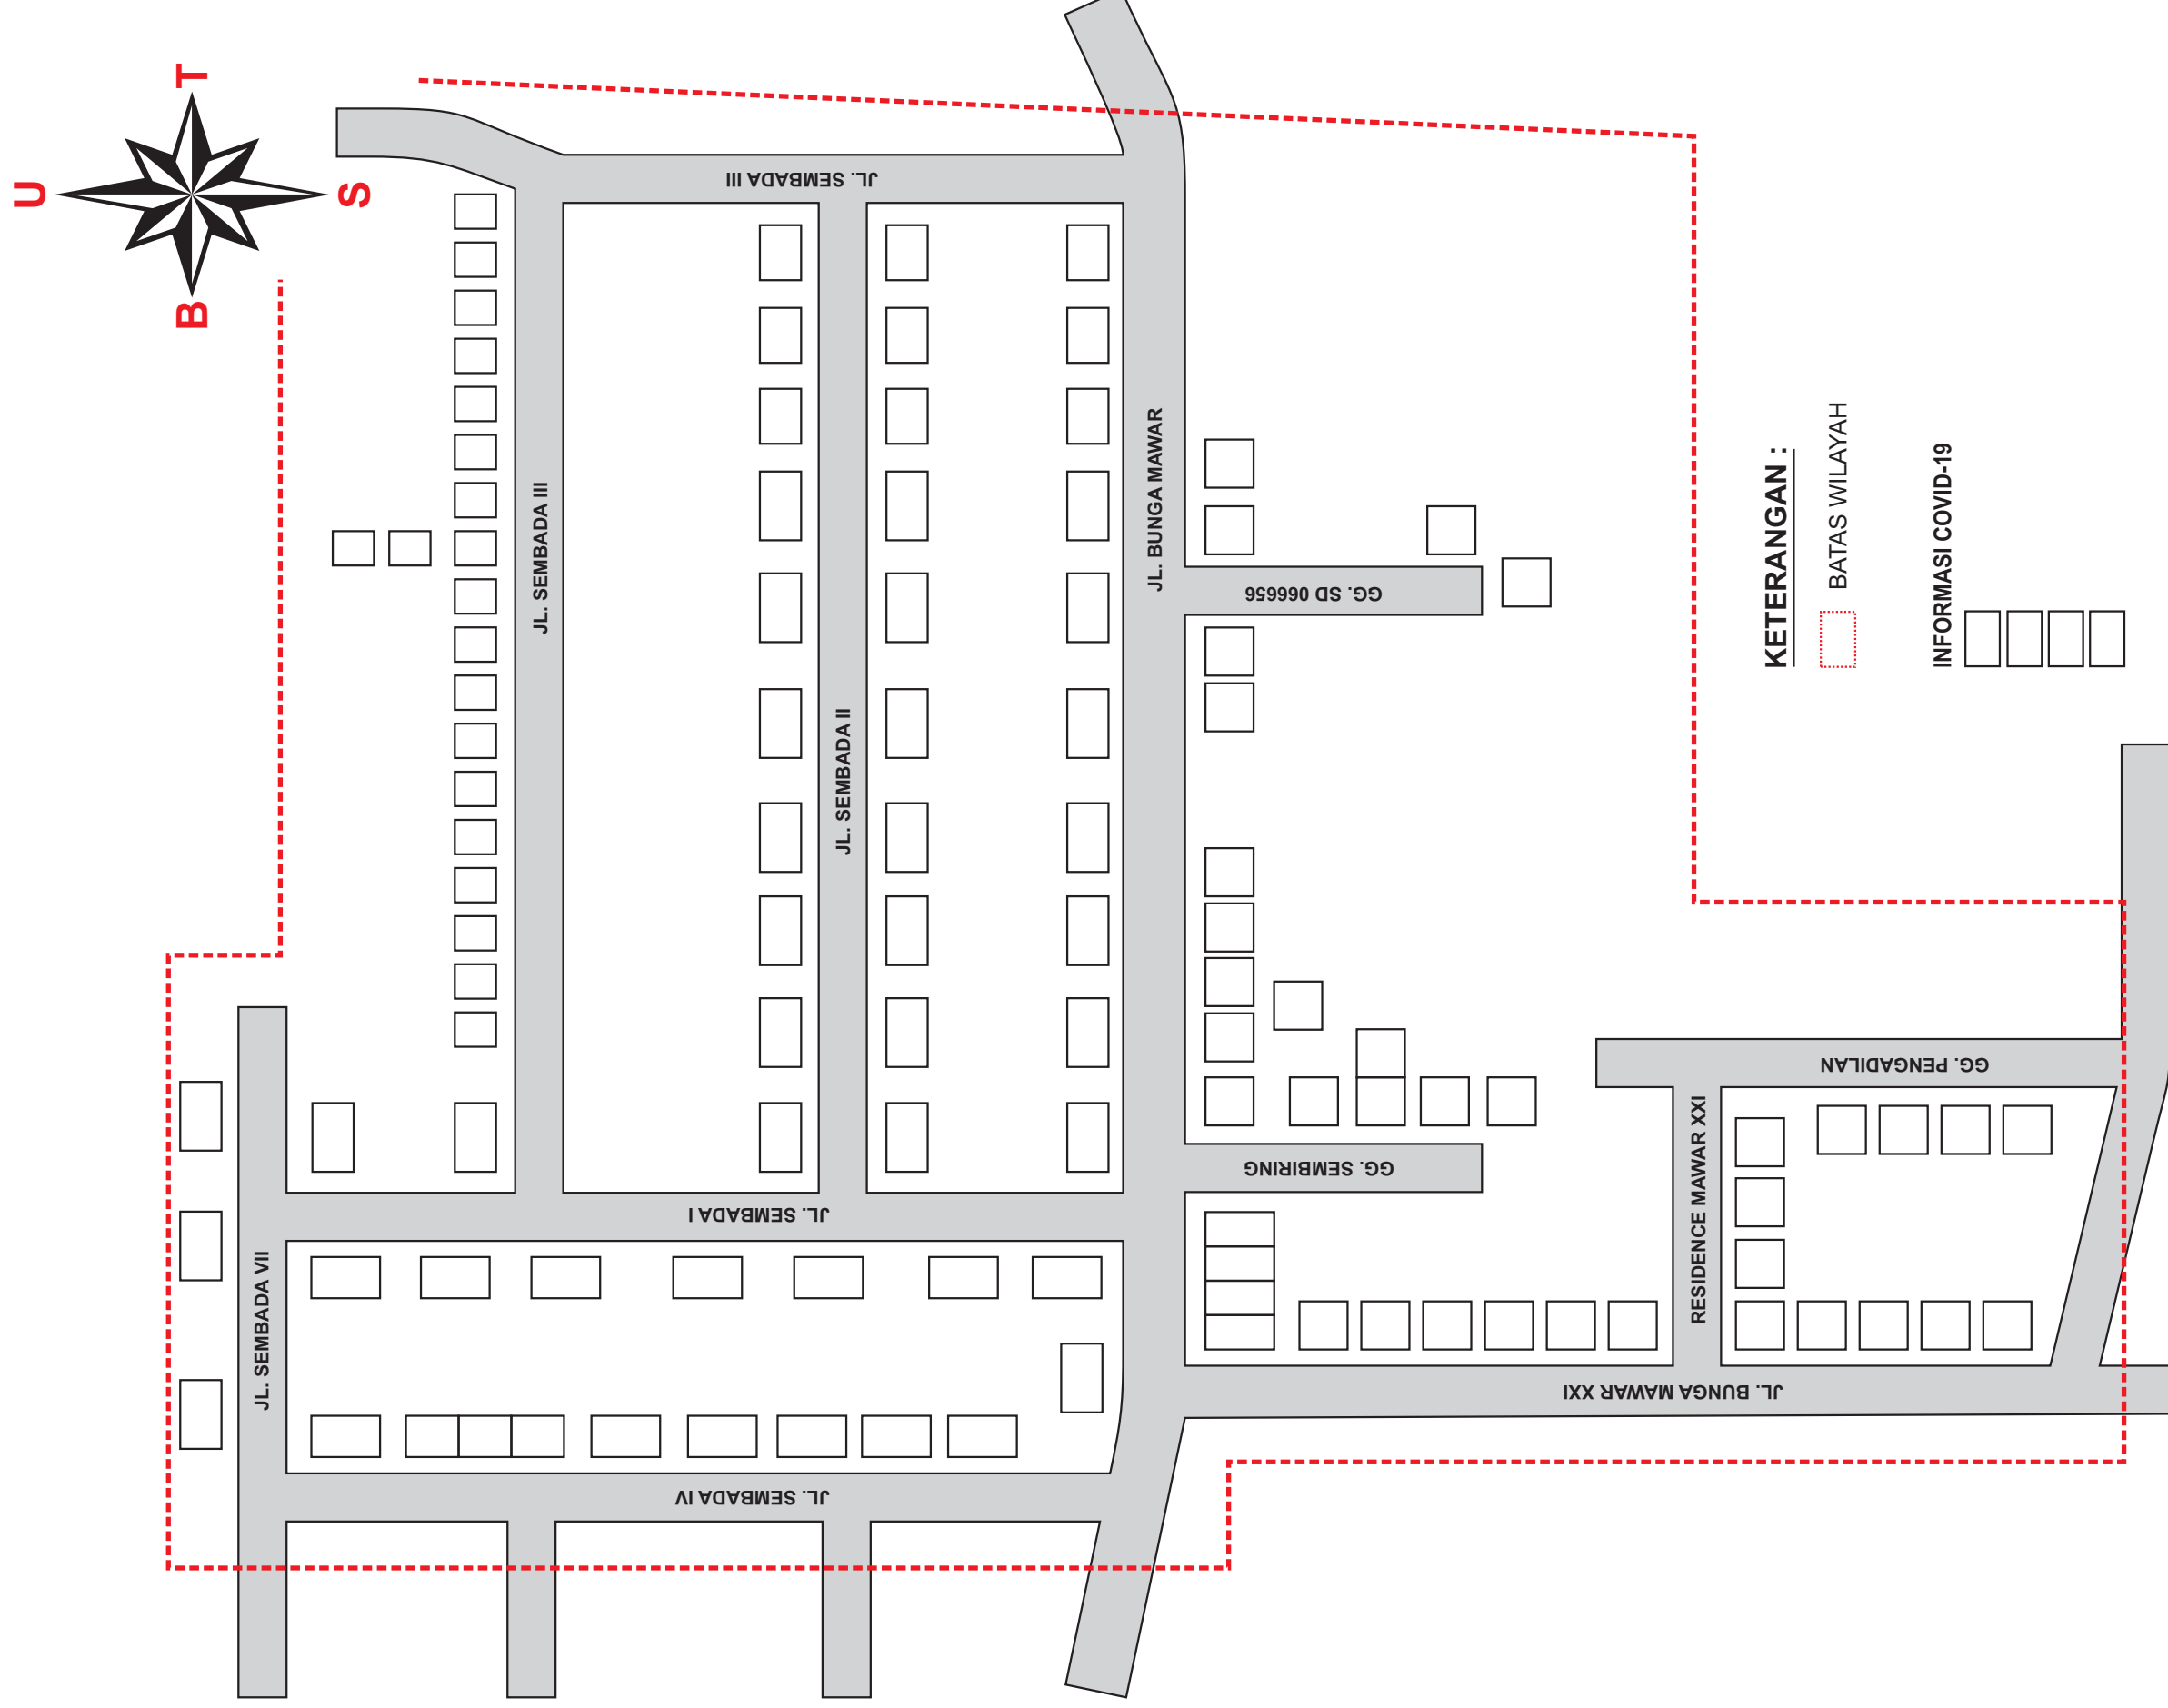 T
U
S
B
JL. SEMBADA III
JL. SEMBADA III
JL. BUNGA MAWAR
GG. SD 066656
JL. SEMBADA II
KETERANGAN :
BATAS WILAYAH
INFORMASI COVID-19
GG. PENGADILAN
GG. SEMBIRING
RESIDENCE MAWAR XXI
JL. SEMBADA I
JL. SEMBADA VII
JL. BUNGA MAWAR XXI
JL. SEMBADA IV